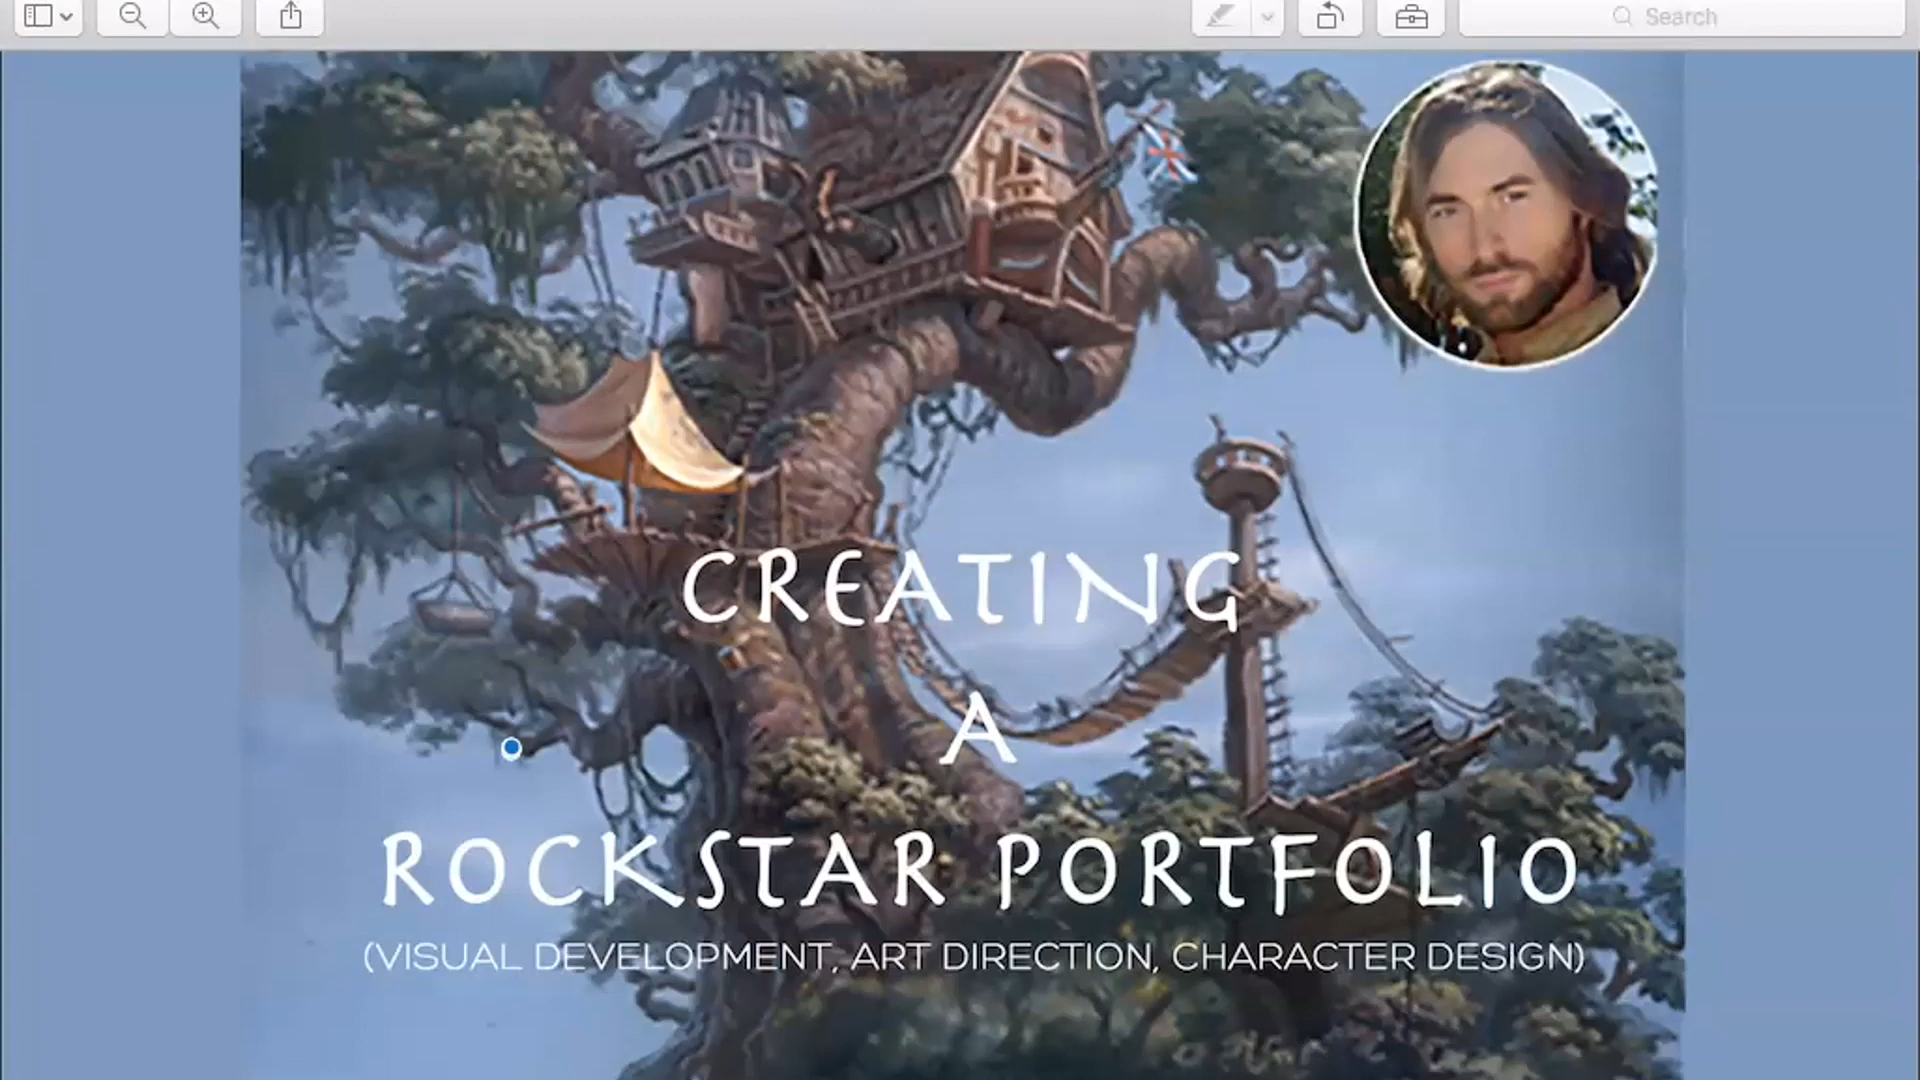 Search
CREATING
A
ROCKSTAR PORTFOLIO
(VISUAL DEVELOPMENT, ART DIRECTION, CHARACTER DESIGN)